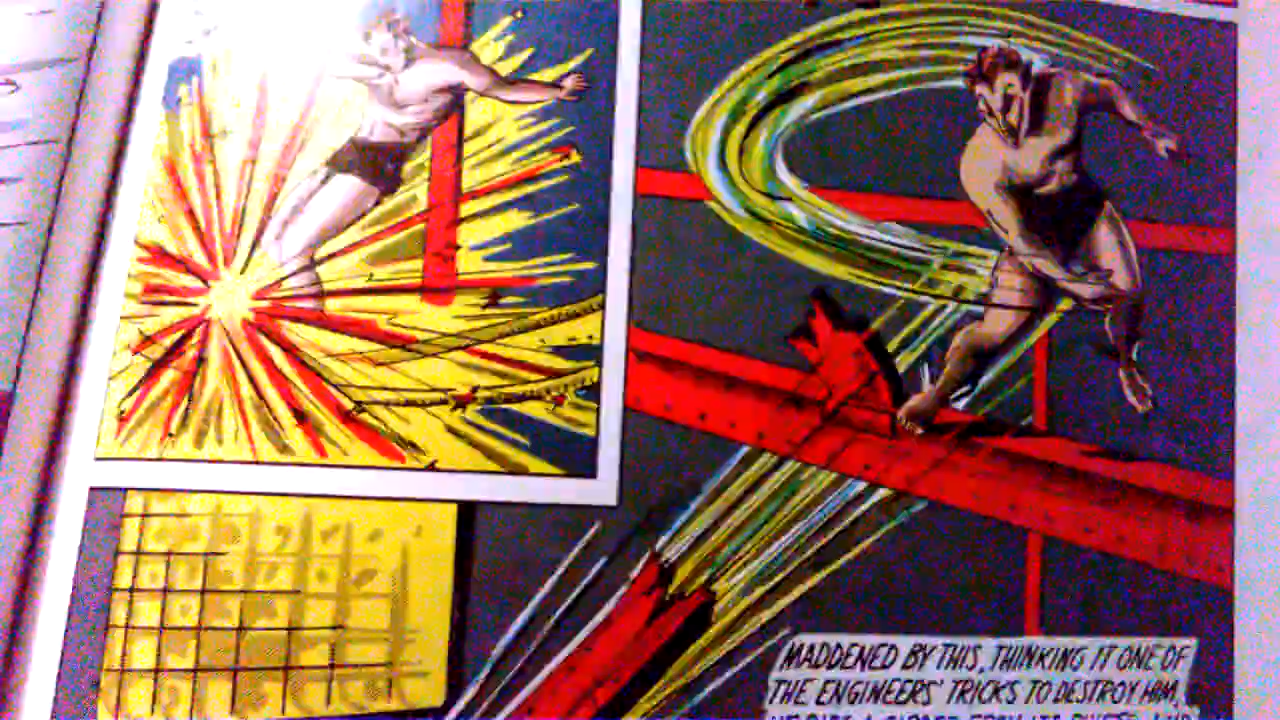 MADDENED BY THIS, THINKING IT ONE OF
THE ENGINEERS' TRICKS TO DESTROY HIM,